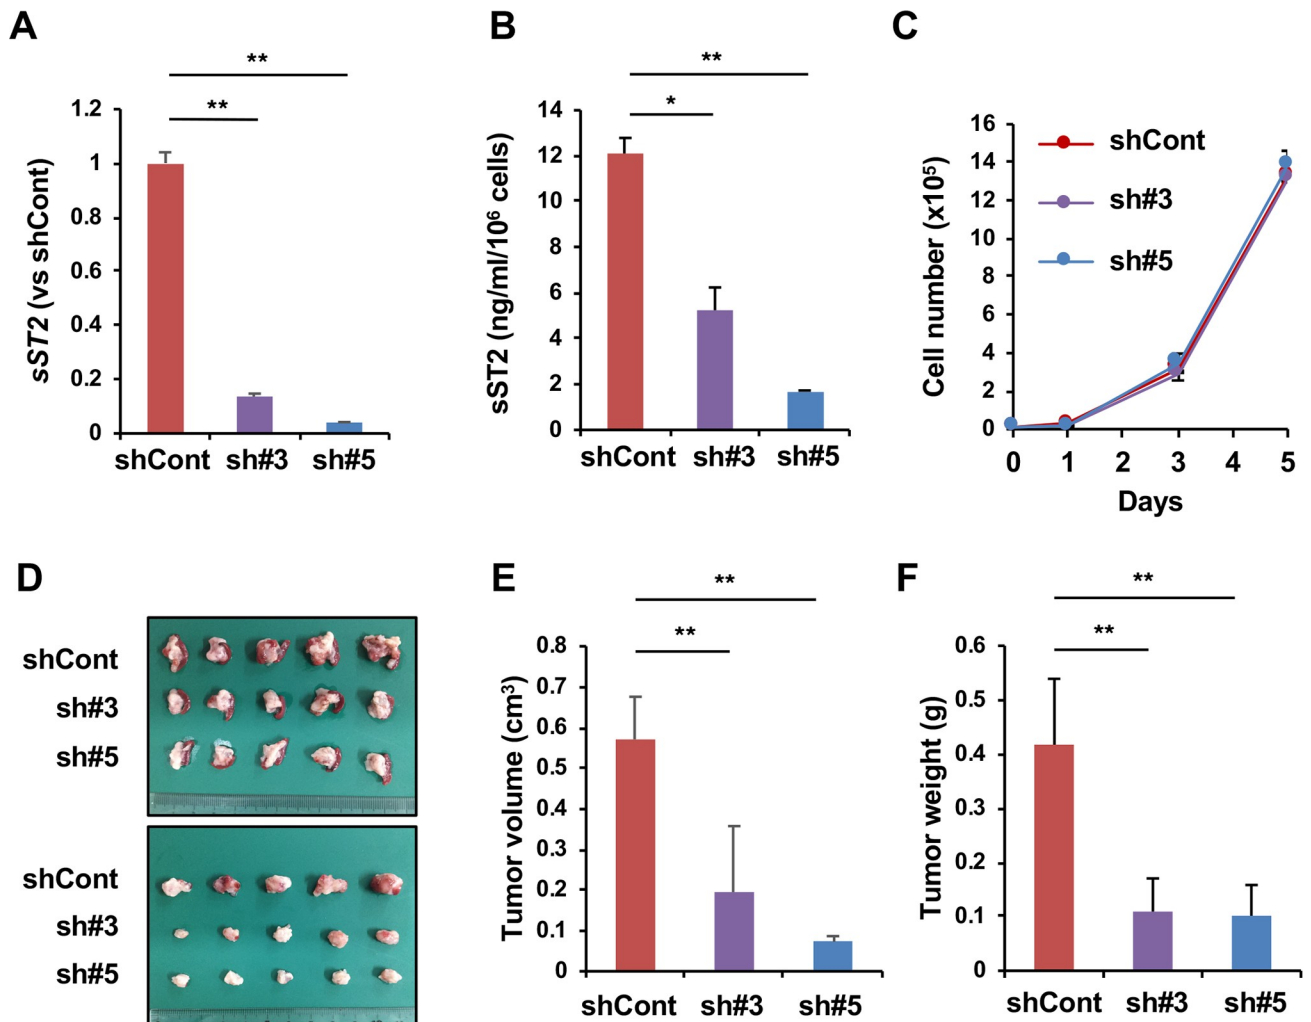 A
**
**
1.2
1
0.8
0.6
0.4
0.2
0
sST2 (vs shCont)
shCont sh#3 sh#5
B
**
*
14
12
10
8
6
4
2
0
sST2 (ng/ml/10⁶ cells)
shCont sh#3 sh#5
C
16
14
12
10
8
6
4
2
0
Cell number (x10⁵)
shCont
sh#3
sh#5
0 1 2 3 4 5
Days
D
shCont
sh#3
sh#5
shCont
sh#3
sh#5
E
**
**
0.8
0.7
0.6
0.5
0.4
0.3
0.2
0.1
0
Tumor volume (cm³)
shCont sh#3 sh#5
F
**
**
0.6
0.5
0.4
0.3
0.2
0.1
0
Tumor weight (g)
shCont sh#3 sh#5